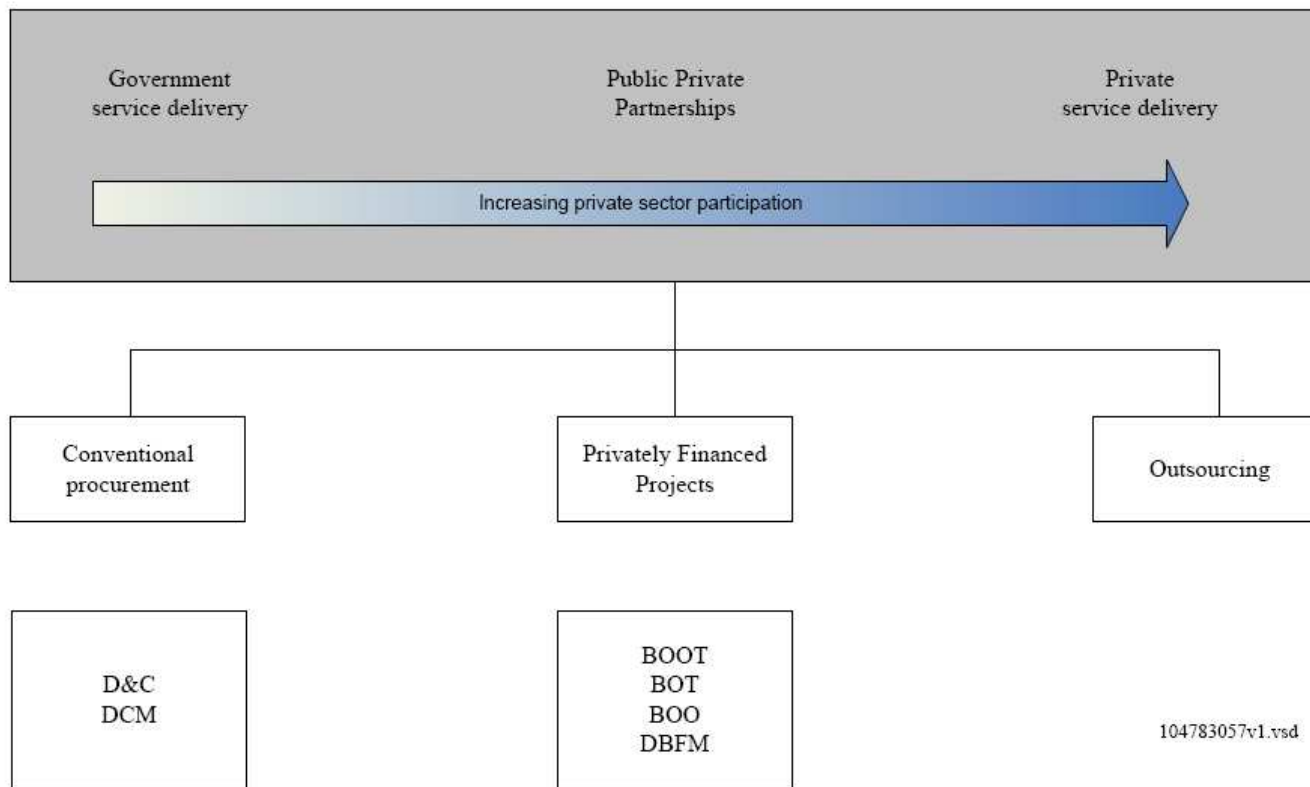 Government
service delivery
Public Private
Partnerships
Private
service delivery
Increasing private sector participation
Conventional
procurement
Privately Financed
Projects
Outsourcing
D&C
DCM
BOOT
BOT
BOO
DBFM
104783057v1.vsd